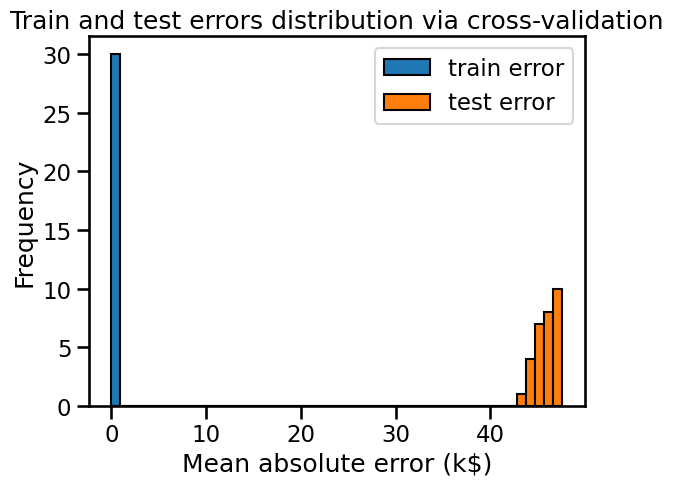 Train and test errors distribution via cross-validation
train error
test error
Frequency
30
25
20
15
10
5
0
0 10 20 30 40
Mean absolute error (k$)